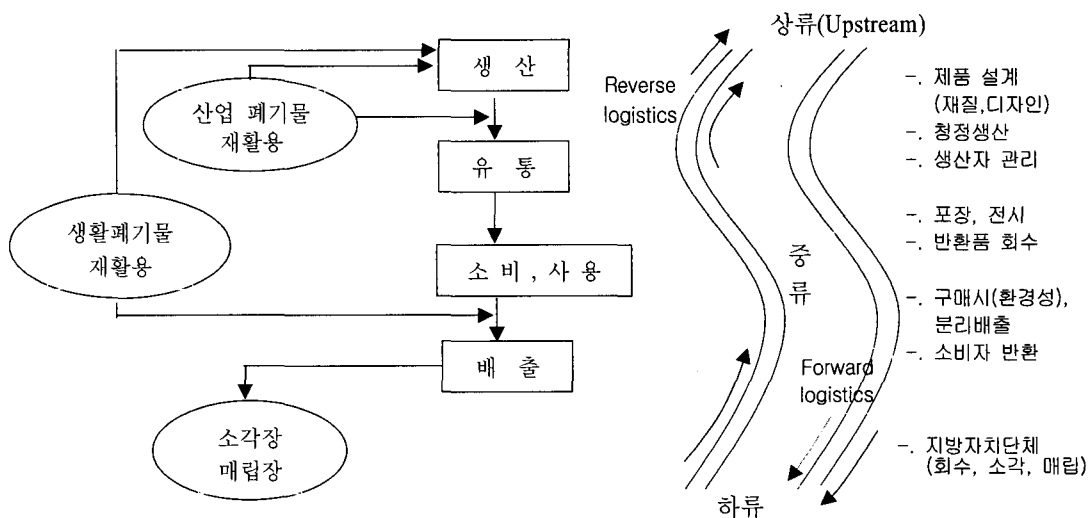 생 산
산업 폐기물
재활용
유 통
생활폐기물
재활용
소 비 , 사 용
배 출
소각장
매립장
상류(Upstream)
Reverse
logistics
중
류
Forward
logistics
하류
-. 제품 설계
(재질,디자인)
-. 청정생산
-. 생산자 관리
-. 포장, 전시
-. 반환품 회수
-. 구매시(환경성),
분리배출
-. 소비자 반환
-. 지방자치단체
(회수, 소각, 매립)